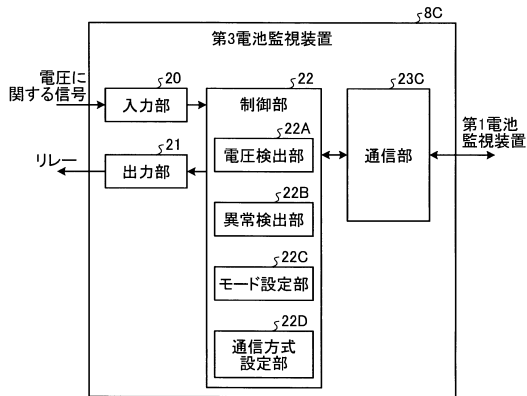 8C
第3電池監視装置
電圧に
関する信号
20
入力部
22
制御部
23C
通信部
第1電池
監視装置
リレー
21
出力部
22A
電圧検出部
22B
異常検出部
22C
モード設定部
22D
通信方式
設定部